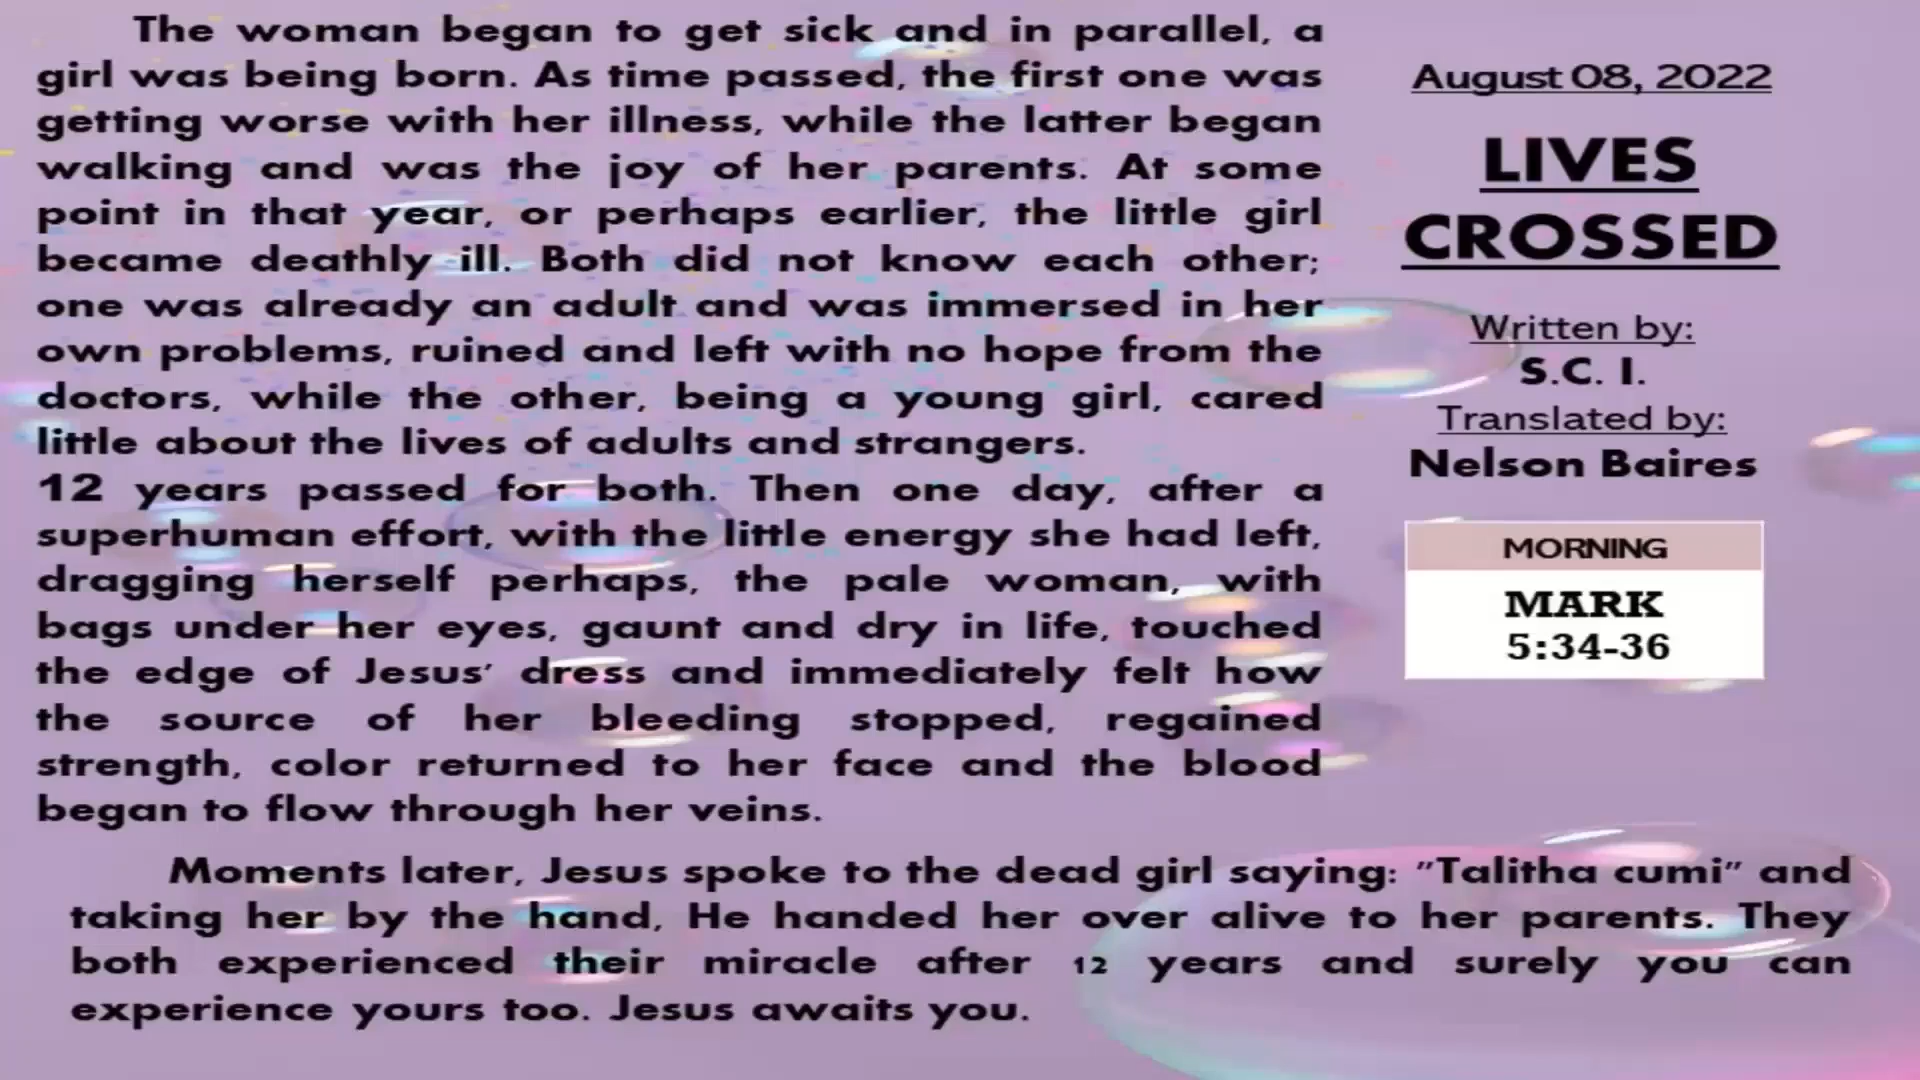 The woman began to get sick and in parallel, a
girl was being born. As time passed, the first one was
getting worse with her illness, while the latter began
walking and was the joy of her parents. At some
point in that year, or perhaps earlier, the little girl
became deathly ill. Both did not know each other;
one was already an adult and was immersed in her
own problems, ruined and left with no hope from the
doctors, while the other, being a young girl, cared
little about the lives of adults and strangers.
12 years passed for both. Then one day, after a
superhuman effort, with the little energy she had left,
dragging herself perhaps, the pale woman, with
bags under her eyes, gaunt and dry in life, touched
the edge of Jesus' dress and immediately felt how
the source of her bleeding stopped, regained
strength, color returned to her face and the blood
began to flow through her veins.
Moments later, Jesus spoke to the dead girl saying: "Talitha cumi" and
taking her by the hand, He handed her over alive to her parents. They
both experienced their miracle after 12 years and surely you can
experience yours too. Jesus awaits you.
August 08, 2022
LIVES
CROSSED
Written by:
S.C. I.
Translated by:
Nelson Baires
MORNING
MARK
5:34-36